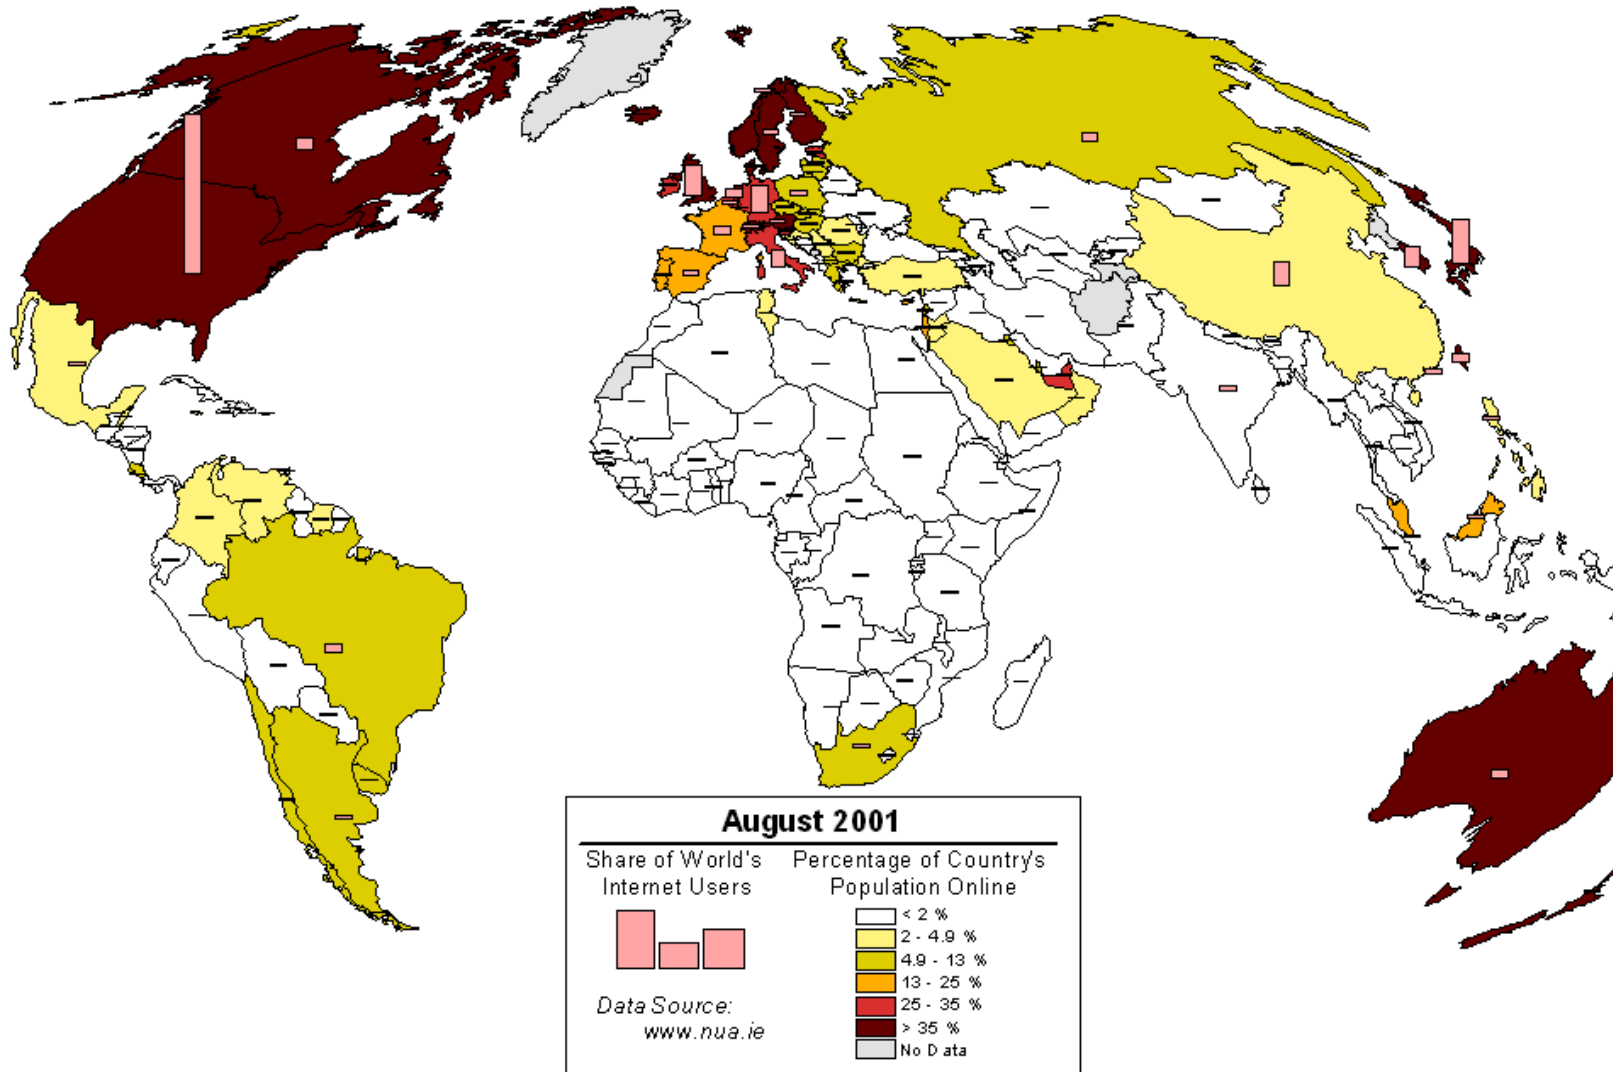 August 2001
Share of World's
Internet Users
Percentage of Country's
Population Online
< 2 %
2 - 4.9 %
4.9 - 13 %
13 - 25 %
25 - 35 %
> 35 %
No Data
Data Source:
www.nua.ie